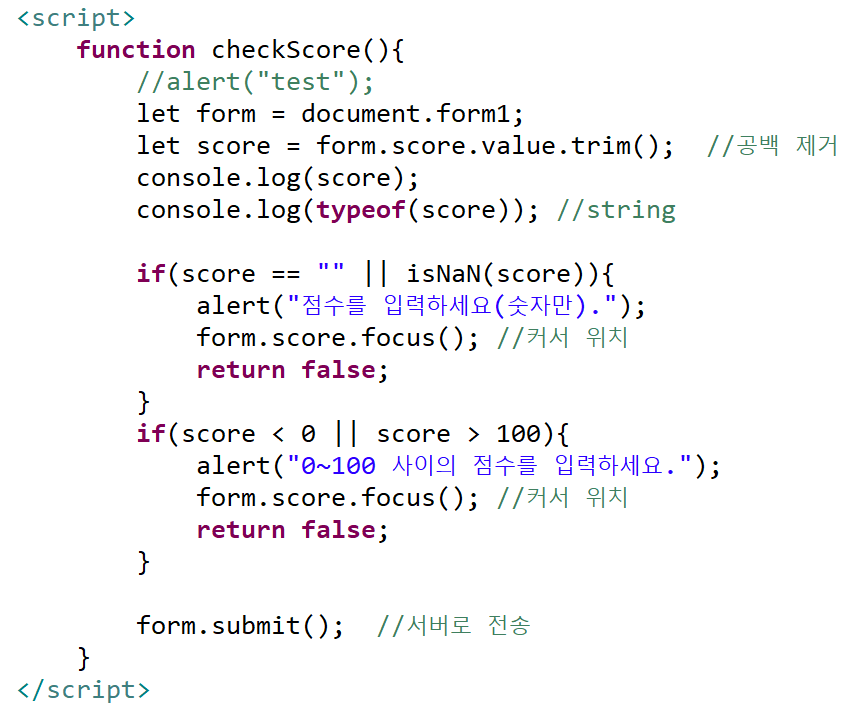 <script>
function checkScore(){
//alert("test");
let form = document.form1;
let score = form.score.value.trim();  //공백 제거
console.log(score);
console.log(typeof(score)); //string
if(score == "" || isNaN(score)){
alert("점수를 입력하세요(숫자만).");
form.score.focus(); //커서 위치
return false;
}
if(score < 0 || score > 100){
alert("0~100 사이의 점수를 입력하세요.");
form.score.focus(); //커서 위치
return false;
}
form.submit();  //서버로 전송
}
</script>